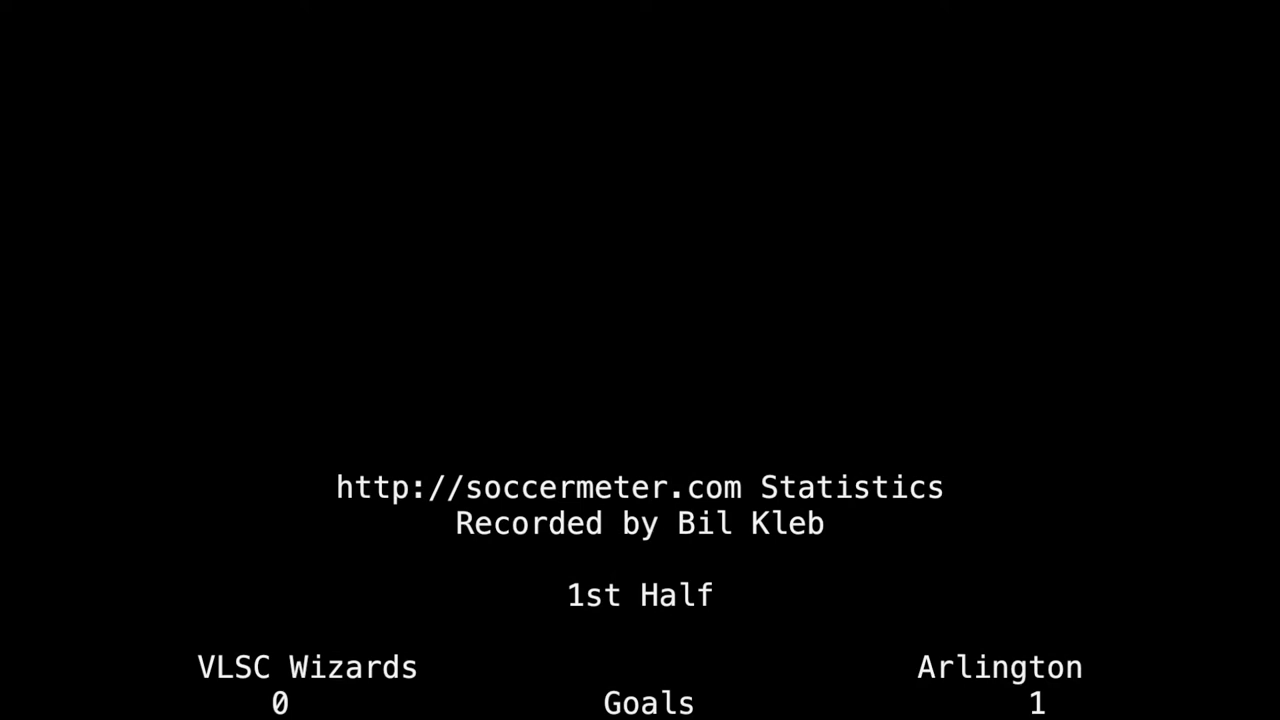 http://soccermeter.com Statistics
Recorded by Bil Kleb
1st Half
VLSC Wizards Arlington
0 Goals 1